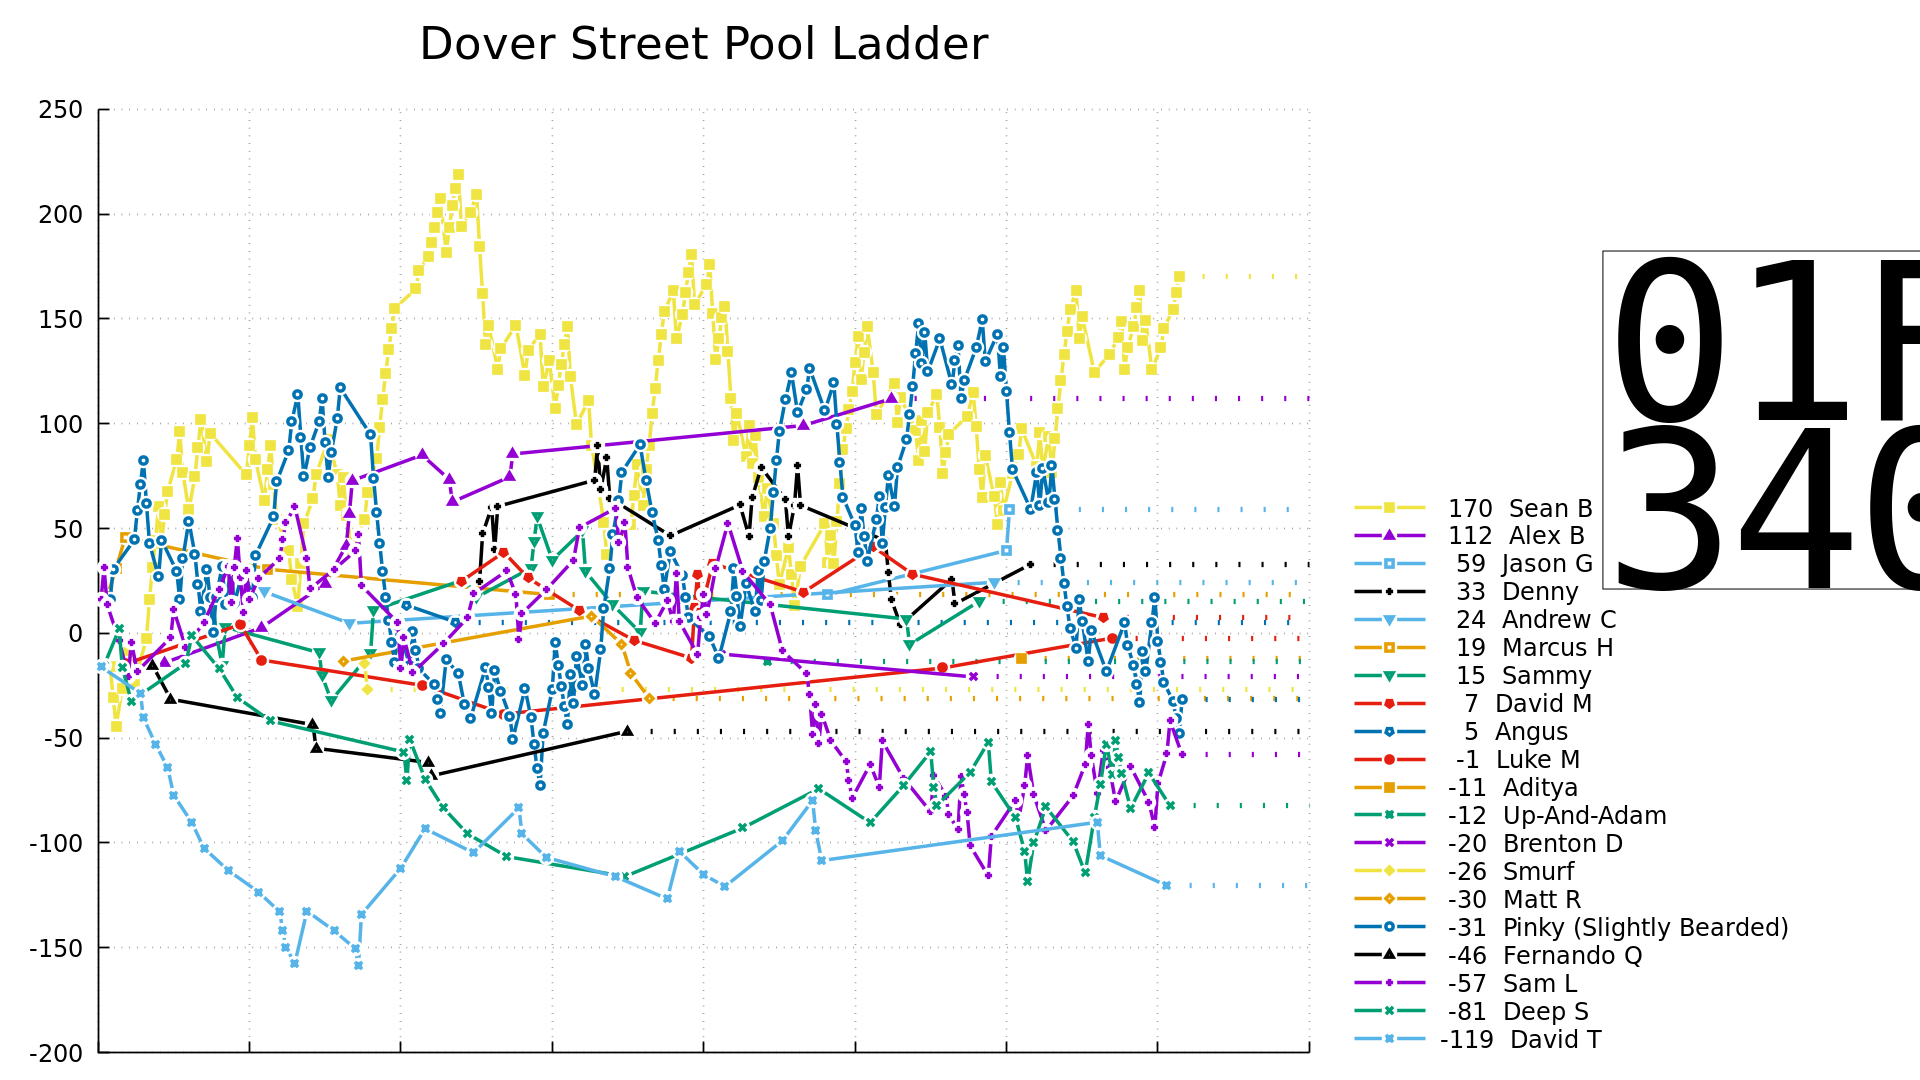 Dover Street Pool Ladder
250
200
150
100
50
0
-50
-100
-150
-200
170 Sean B
112 Alex B
59 Jason G
33 Denny
24 Andrew C
19 Marcus H
15 Sammy
7 David M
5 Angus
-1 Luke M
-11 Aditya
-12 Up-And-Adam
-20 Brenton D
-26 Smurf
-30 Matt R
-31 Pinky (Slightly Bearded)
-46 Fernando Q
-57 Sam L
-81 Deep S
-119 David T
01
340